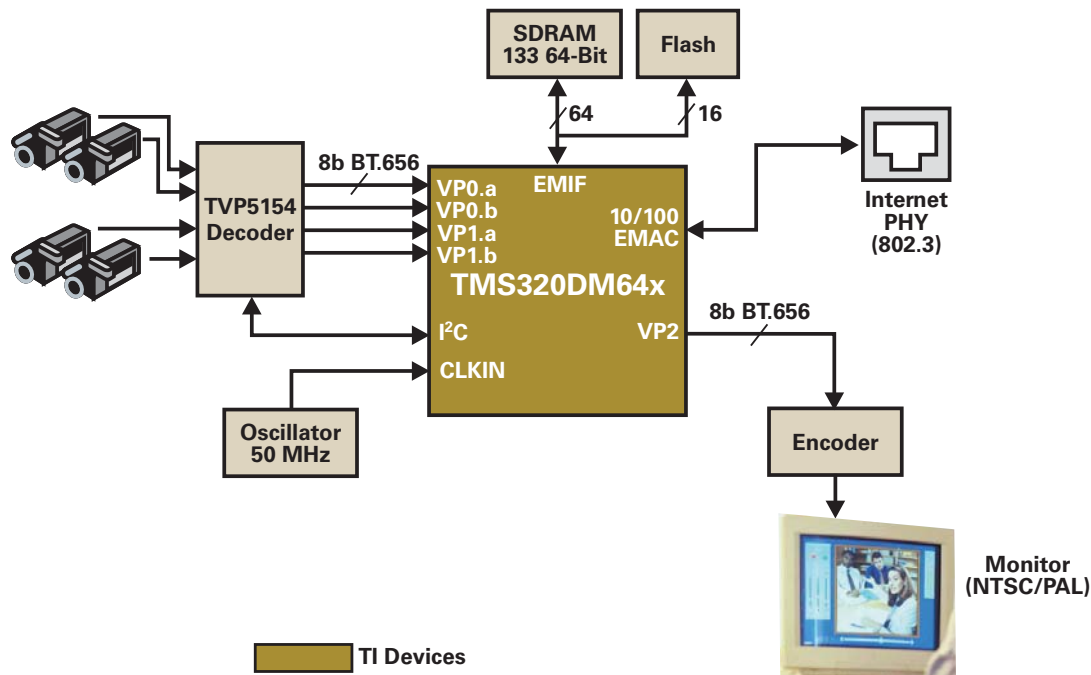 SDRAM
133 64-Bit
Flash
64
16
8b BT.656
TVP5154
Decoder
VP0.a
VP0.b
VP1.a
VP1.b
EMIF
10/100
EMAC
TMS320DM64x
I²C
CLKIN
VP2
Internet
PHY
(802.3)
8b BT.656
Oscillator
50 MHz
Encoder
Monitor
(NTSC/PAL)
TI Devices